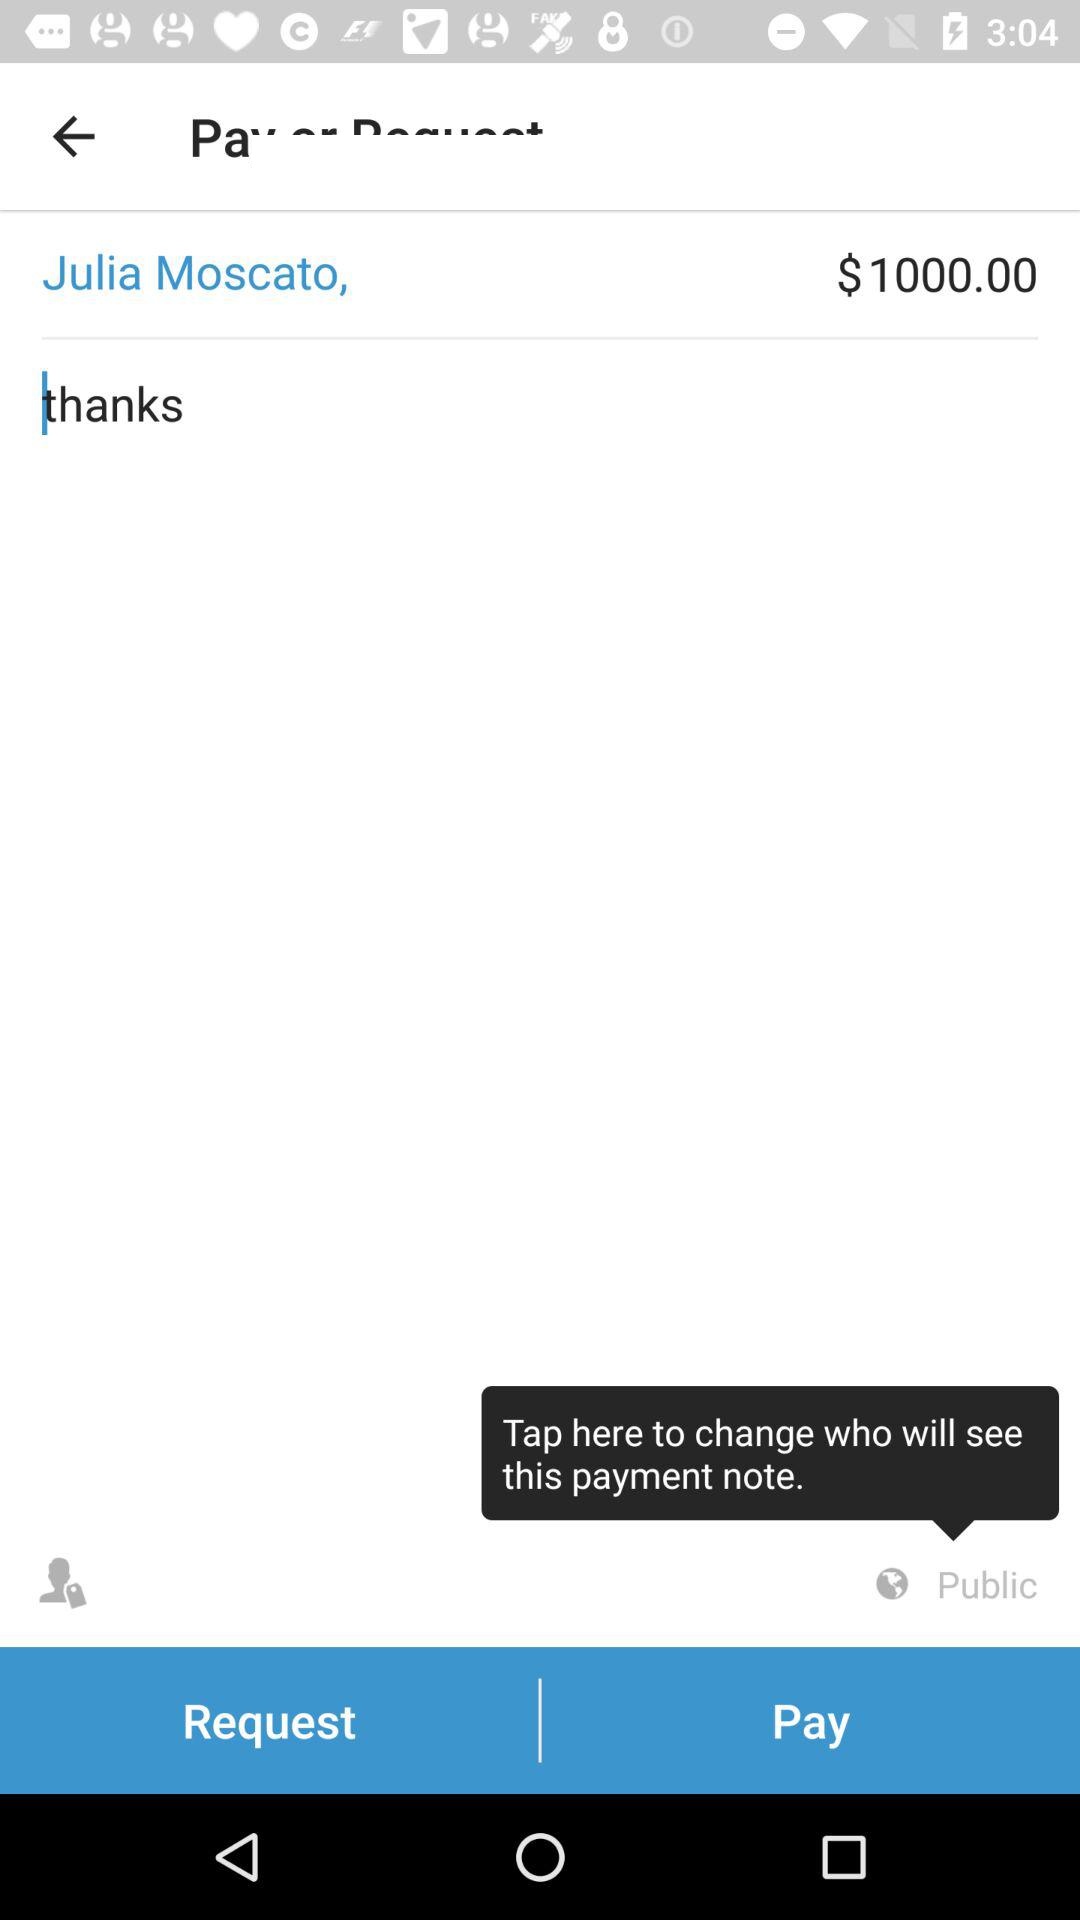 3:04
Pay or Request
Julia Moscato,
$1000.00
thanks
Tap here to change who will see
this payment note.
Public
Request
Pay